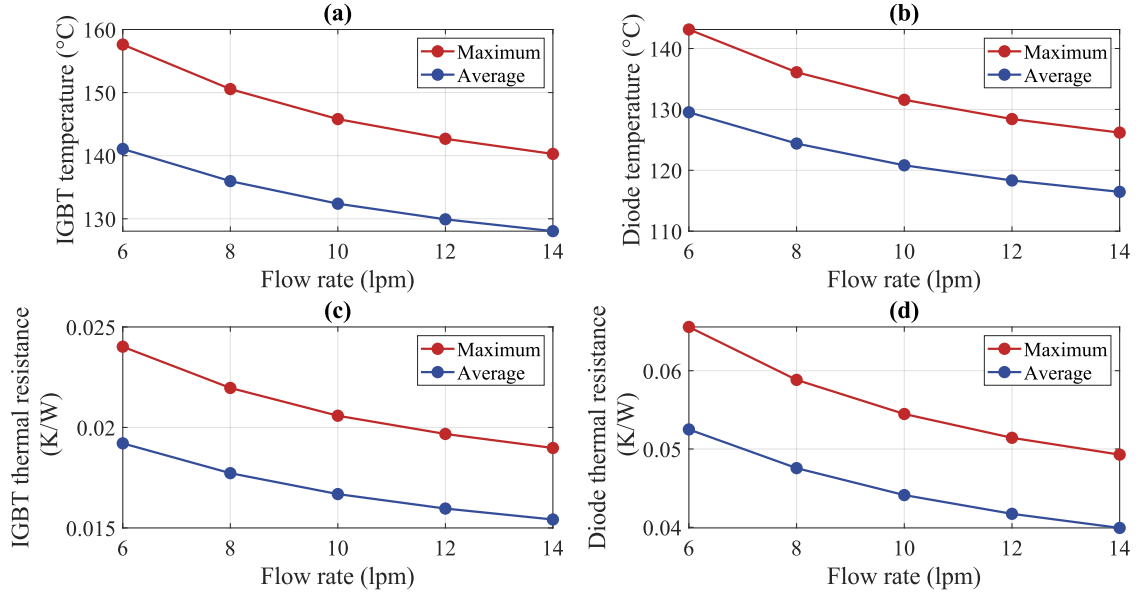 (a)
IGBT temperature (°C)
160
150
140
130
Maximum
Average
6 8 10 12 14
Flow rate (lpm)
(b)
Diode temperature (°C)
140
130
120
110
Maximum
Average
6 8 10 12 14
Flow rate (lpm)
(c)
IGBT thermal resistance
(K/W)
0.025
0.02
0.015
Maximum
Average
6 8 10 12 14
Flow rate (lpm)
(d)
Diode thermal resistance
(K/W)
0.06
0.05
0.04
Maximum
Average
6 8 10 12 14
Flow rate (lpm)